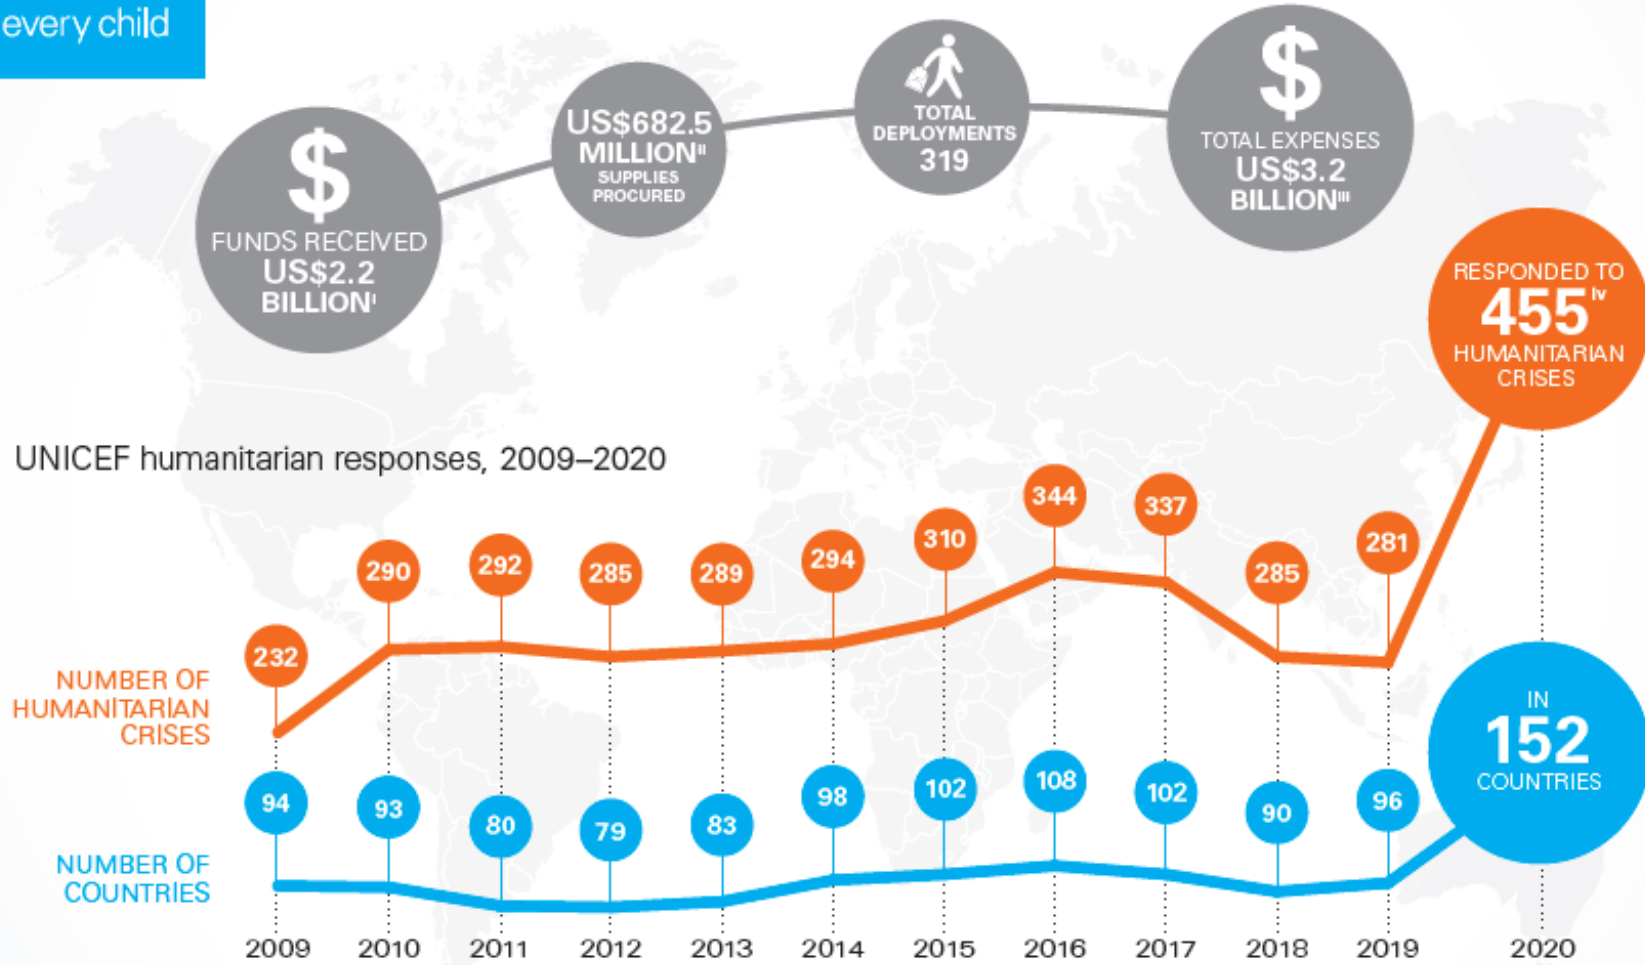 every child
$
FUNDS RECEIVED
US$2.2
BILLIONⁱ
US$682.5
MILLIONⁱⁱ
SUPPLIES
PROCURED
TOTAL
DEPLOYMENTS
319
$
TOTAL EXPENSES
US$3.2
BILLIONⁱⁱⁱ
RESPONDED TO
455ⁱᵛ
HUMANITARIAN
CRISES
UNICEF humanitarian responses, 2009–2020
NUMBER OF
HUMANITARIAN
CRISES
232
290
292
285
289
294
310
344
337
285
281
IN
152
COUNTRIES
NUMBER OF
COUNTRIES
94
93
80
79
83
98
102
108
102
90
96
2009 2010 2011 2012 2013 2014 2015 2016 2017 2018 2019 2020